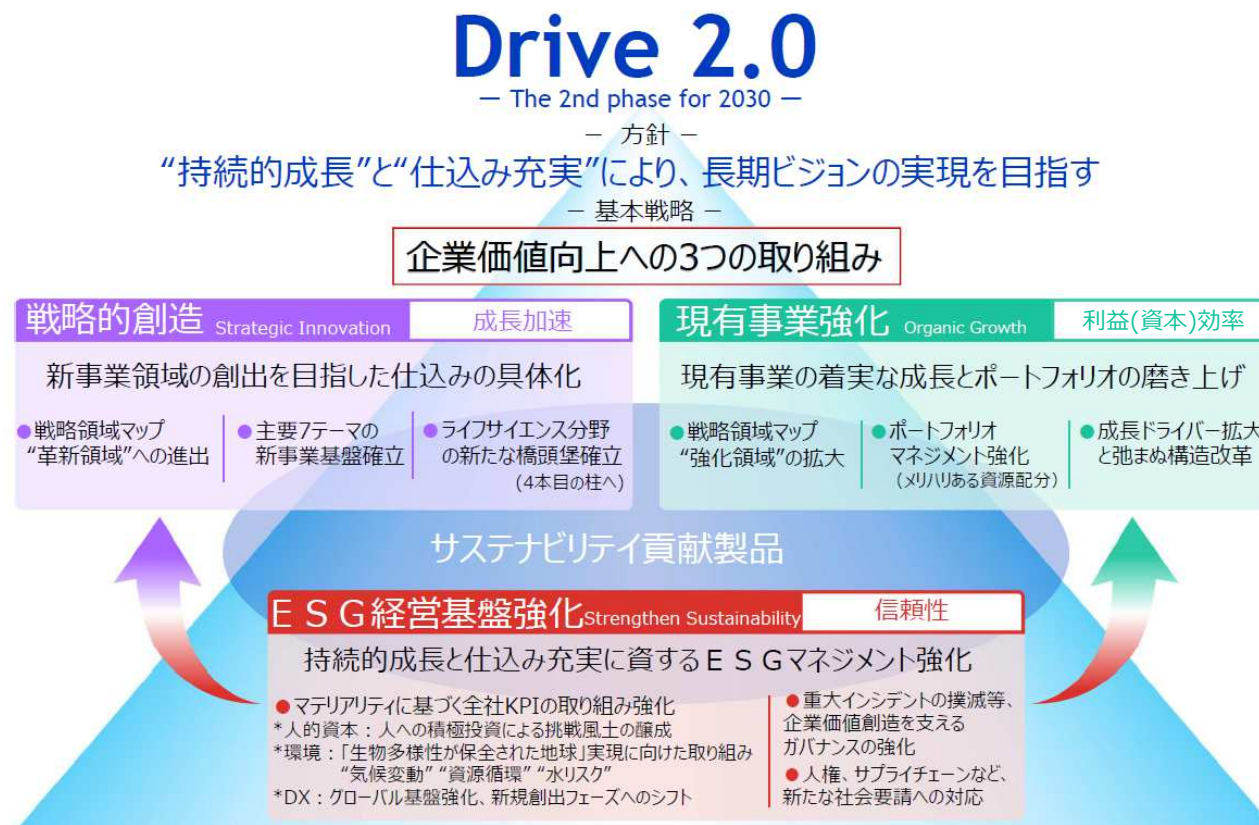 Drive 2.0
― The 2nd phase for 2030 ―
― 方針 ―
“持続的成長”と“仕込み充実”により、長期ビジョンの実現を目指す
― 基本戦略 ―
企業価値向上への3つの取り組み
戦略的創造 Strategic Innovation 成長加速
新事業領域の創出を目指した仕込みの具体化
●戦略領域マップ
“革新領域”への進出
●主要7テーマの
新事業基盤確立
●ライフサイエンス分野
の新たな橋頭堡確立
(4本目の柱へ)
現有事業強化 Organic Growth 利益(資本)効率
現有事業の着実な成長とポートフォリオの磨き上げ
●戦略領域マップ
“強化領域”の拡大
●ポートフォリオ
マネジメント強化
(メリハリある資源配分)
●成長ドライバー拡大
と弛まぬ構造改革
サステナビリティ貢献製品
ESG経営基盤強化 Strengthen Sustainability 信頼性
持続的成長と仕込み充実に資するESGマネジメント強化
●マテリアリティに基づく全社KPIの取り組み強化
*人的資本：人への積極投資による挑戦風土の醸成
*環境：「生物多様性が保全された地球」実現に向けた取り組み
“気候変動” “資源循環” “水リスク”
*DX：グローバル基盤強化、新規創出フェーズへのシフト
●重大インシデントの撲滅等、
企業価値創造を支える
ガバナンスの強化
●人権、サプライチェーンなど、
新たな社会要請への対応